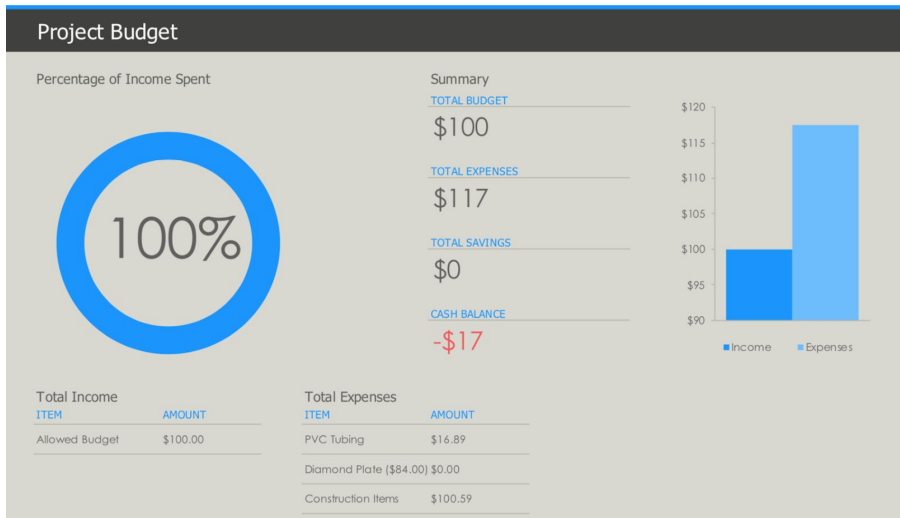 Project Budget
Percentage of Income Spent
100%
Summary
TOTAL BUDGET
$100
TOTAL EXPENSES
$117
TOTAL SAVINGS
$0
CASH BALANCE
-$17
$120
$115
$110
$105
$100
$95
$90
Income Expenses
Total Income
ITEM AMOUNT
Allowed Budget $100.00
Total Expenses
ITEM AMOUNT
PVC Tubing $16.89
Diamond Plate ($84.00) $0.00
Construction Items $100.59